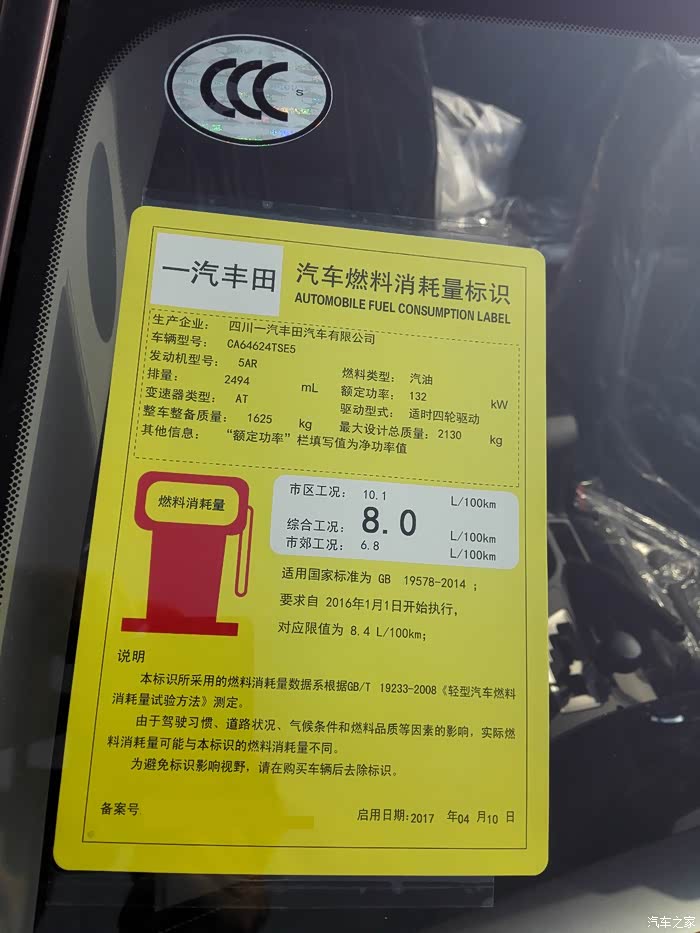 CCC S
一汽丰田
汽车燃料消耗量标识
AUTOMOBILE FUEL CONSUMPTION LABEL
生产企业： 四川一汽丰田汽车有限公司
车辆型号： CA64624TSE5
发动机型号： 5AR 燃料类型： 汽油
排量： 2494 mL 额定功率： 132 kW
变速器类型： AT 驱动型式： 适时四轮驱动
整车整备质量： 1625 kg 最大设计总质量： 2130 kg
其他信息： “额定功率”栏填写值为净功率值
燃料消耗量
市区工况： 10.1 L/100km
综合工况： 8.0 L/100km
市郊工况： 6.8 L/100km
适用国家标准为 GB 19578-2014 ；
要求自 2016年1月1日开始执行，
对应限值为 8.4 L/100km；
说明
本标识所采用的燃料消耗量数据系根据GB/T 19233-2008《轻型汽车燃料
消耗量试验方法》测定。
由于驾驶习惯、道路状况、气候条件和燃料品质等因素的影响，实际燃
料消耗量可能与本标识的燃料消耗量不同。
为避免标识影响视野，请在购买车辆后去除标识。
备案号
启用日期:2017 年04 月10 日
汽车之家